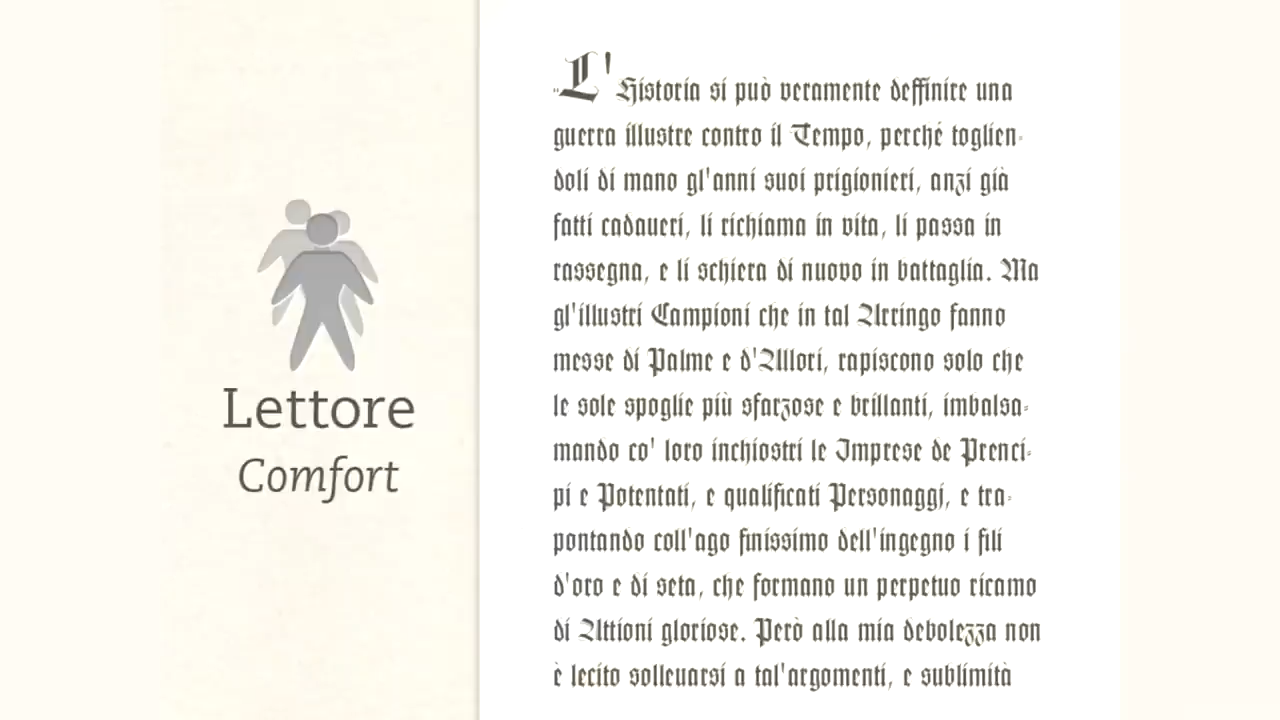 Lettore
Comfort
"L'Historia si può veramente deffinire una
guerra illustre contro il Tempo, perché toglien-
doli di mano gl'anni suoi prigionieri, anzi già
fatti cadaueri, li richiama in vita, li passa in
rassegna, e li schiera di nuovo in battaglia. Ma
gl'illustri Campioni che in tal Arringo fanno
messe di Palme e d'Allori, rapiscono solo che
le sole spoglie più sfarzose e brillanti, imbalsa-
mando co' loro inchiostri le Imprese de Prenci-
pi e Potentati, e qualificati Personaggj, e tra-
pontando coll'ago finissimo dell'ingegno i fili
d'oro e di seta, che formano un perpetuo ricamo
di Attioni gloriose. Però alla mia debolezza non
è lecito solleuarsi a tal'argomenti, e sublimità